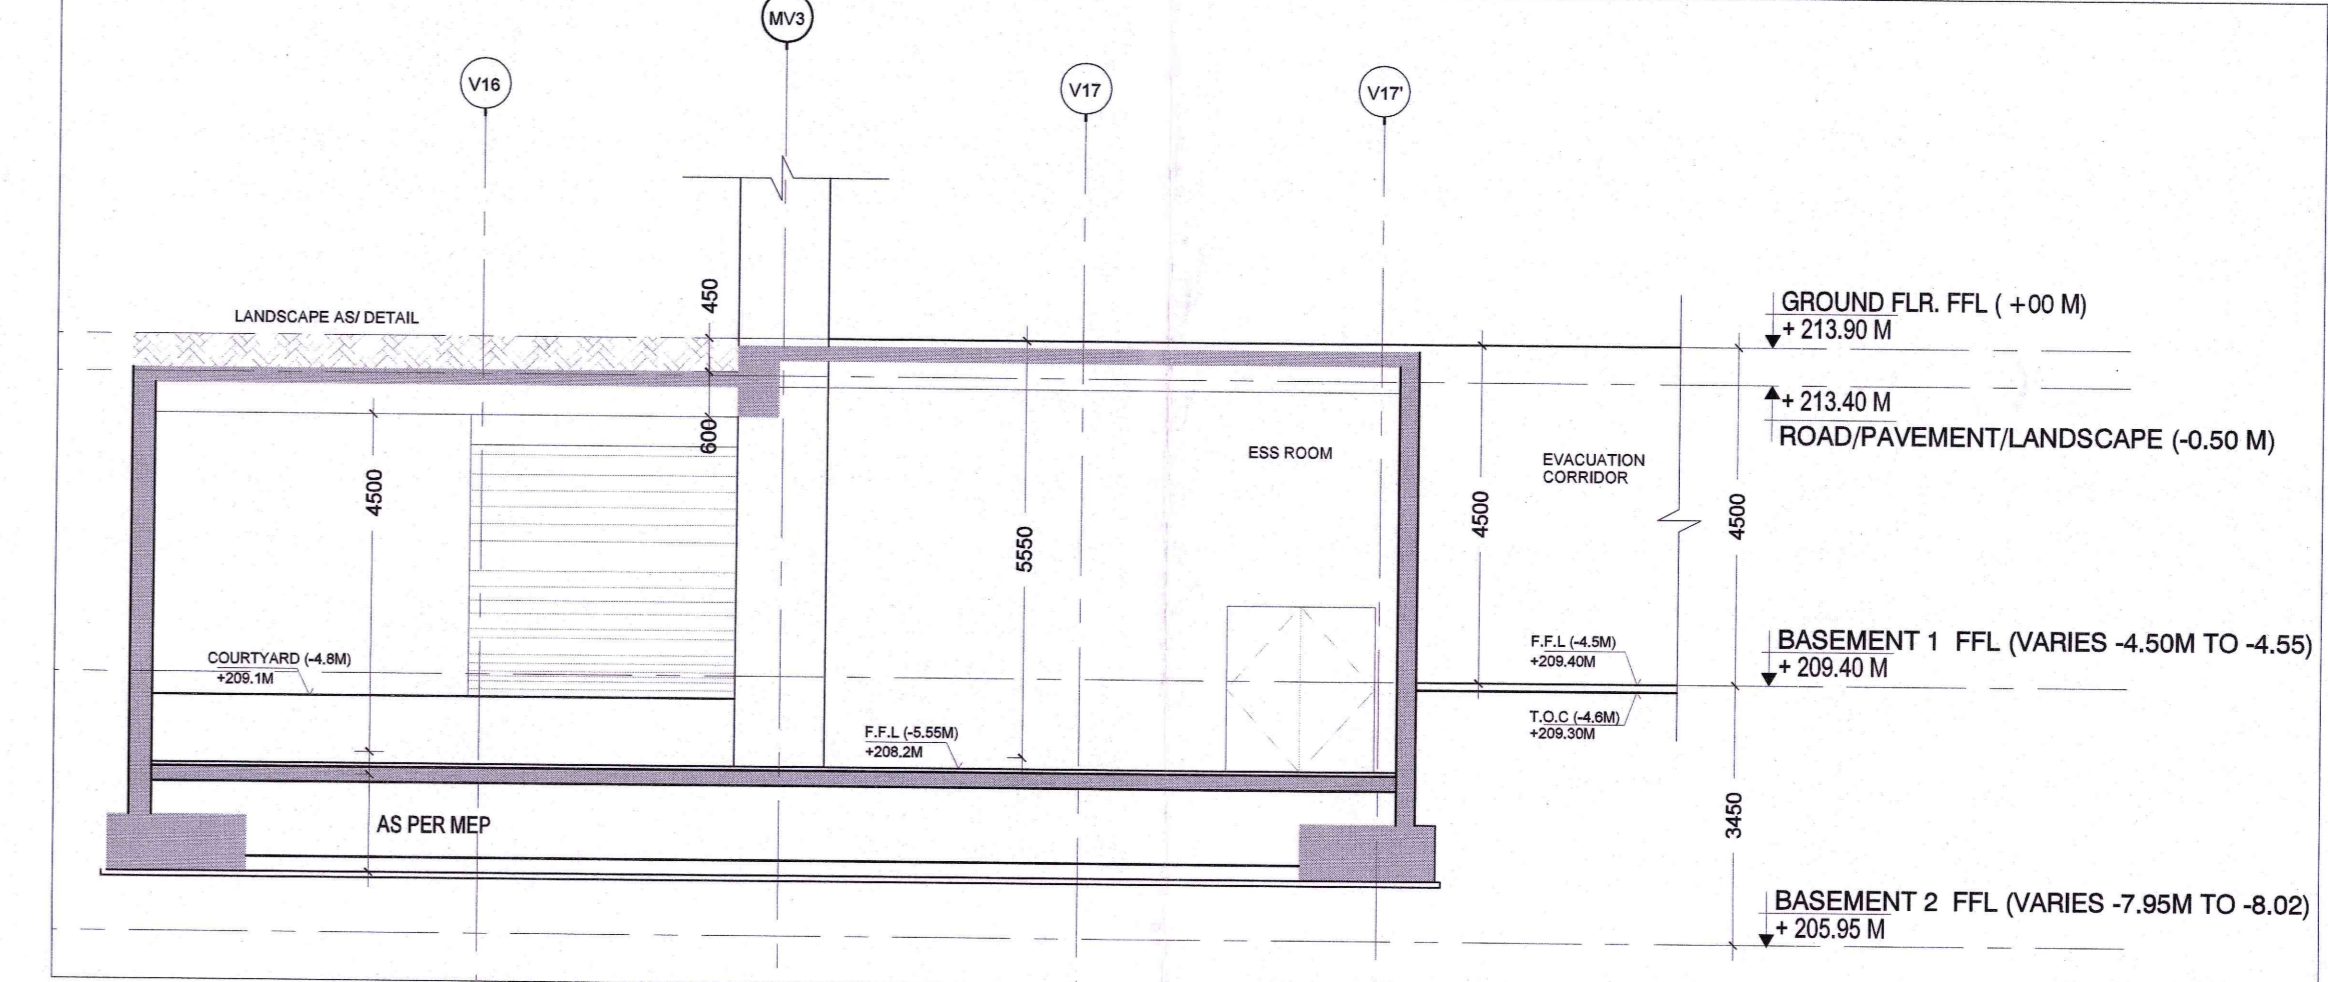 MV3
V16
V17
V17'
LANDSCAPE AS/ DETAIL
450
GROUND FLR. FFL ( +00 M)
+ 213.90 M
+ 213.40 M
ROAD/PAVEMENT/LANDSCAPE (-0.50 M)
600
4500
ESS ROOM
EVACUATION
CORRIDOR
5550
4500
4500
COURTYARD (-4.8M)
+209.1M
F.F.L (-4.5M)
+209.40M
BASEMENT 1 FFL (VARIES -4.50M TO -4.55)
+ 209.40 M
T.O.C (-4.6M)
+209.30M
F.F.L (-5.55M)
+208.2M
AS PER MEP
3450
BASEMENT 2 FFL (VARIES -7.95M TO -8.02)
+ 205.95 M